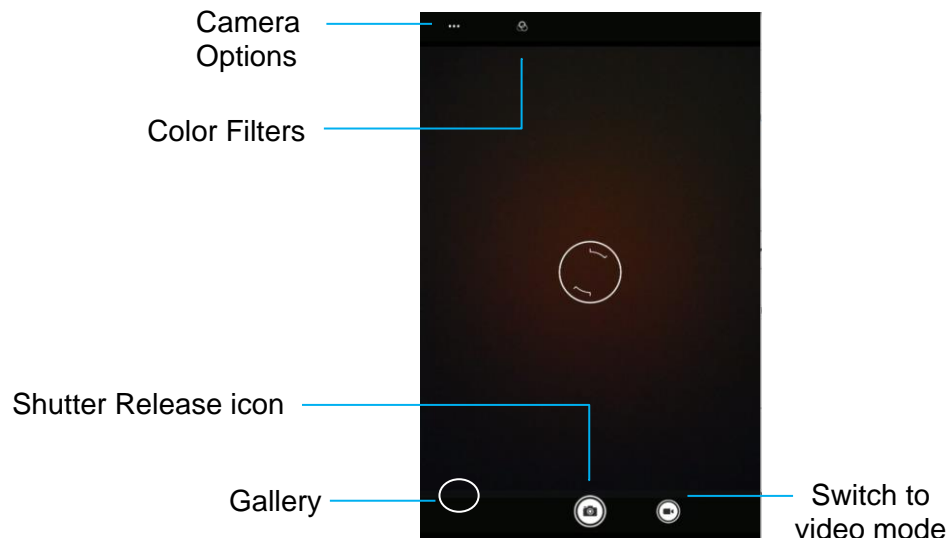 Camera
Options
Color Filters
Shutter Release icon
Gallery
Switch to
video mode